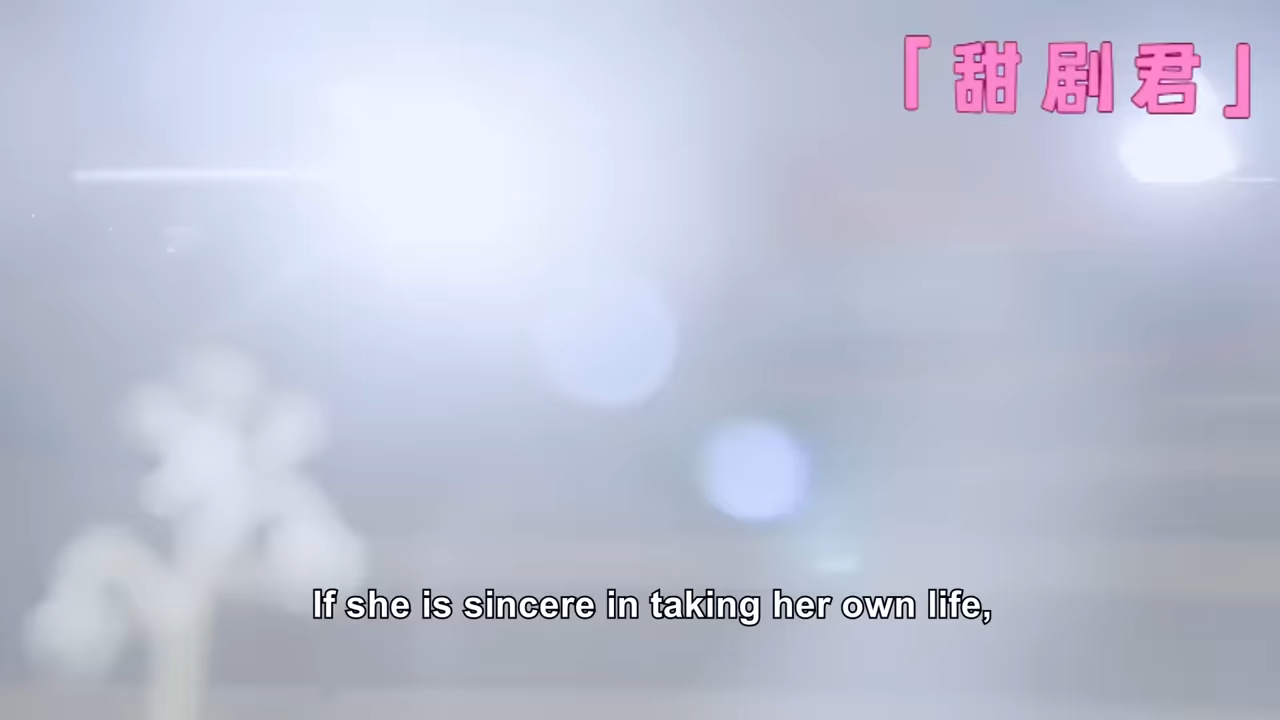 「甜剧君」
If she is sincere in taking her own life,